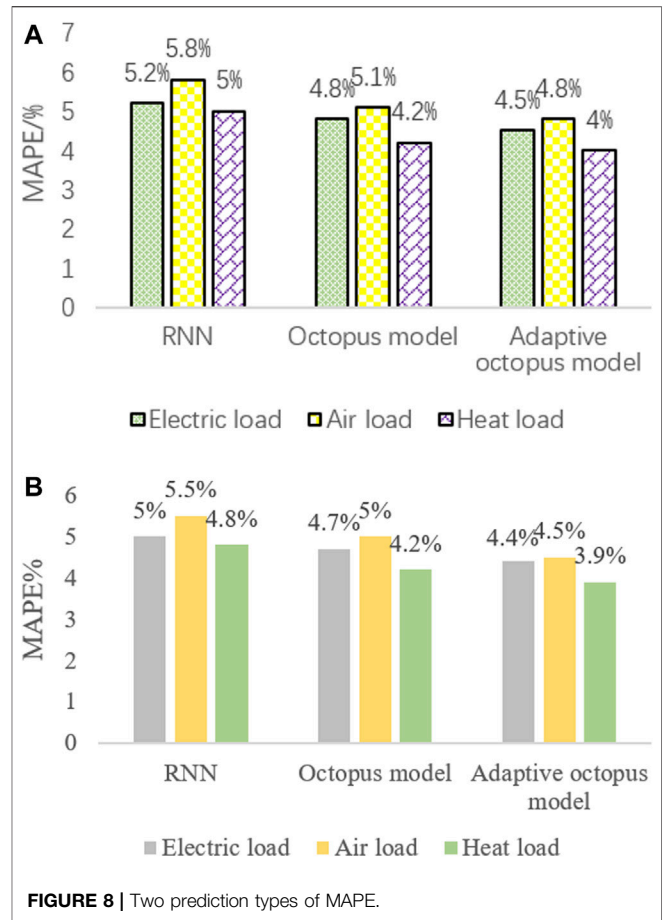 A
7
6
5
4
3
2
1
0
MAPE/%
5.2%
5.8%
5%
4.8%
5.1%
4.2%
4.5%
4.8%
4%
RNN
Octopus model
Adaptive
octopus model
Electric load
Air load
Heat load
B
6
5
4
3
2
1
0
MAPE%
5%
5.5%
4.8%
4.7%
5%
4.2%
4.4%
4.5%
3.9%
RNN
Octopus model
Adaptive octopus
model
Electric load
Air load
Heat load
FIGURE 8 | Two prediction types of MAPE.